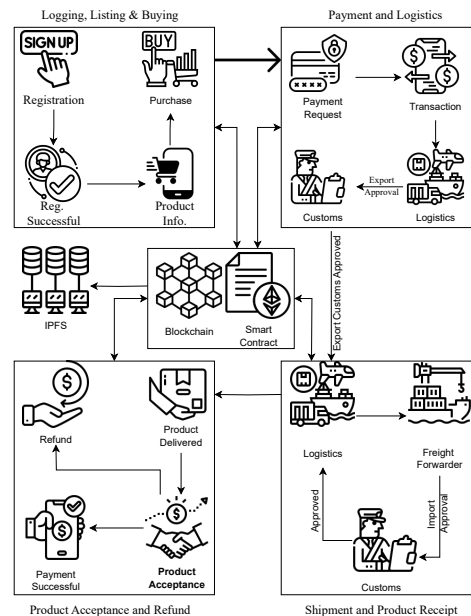 Logging, Listing & Buying
Payment and Logistics
SIGN UP
BUY
Registration
Purchase
Reg.
Successful
Product
Info.
Payment
Request
Transaction
Export
Approval
Customs
Logistics
IPFS
Blockchain
Smart
Contract
Export Customs Approved
Refund
Product
Delivered
Payment
Successful
Product
Acceptance
Logistics
Freight
Forwarder
Approved
Import
Approval
Customs
Product Acceptance and Refund
Shipment and Product Receipt